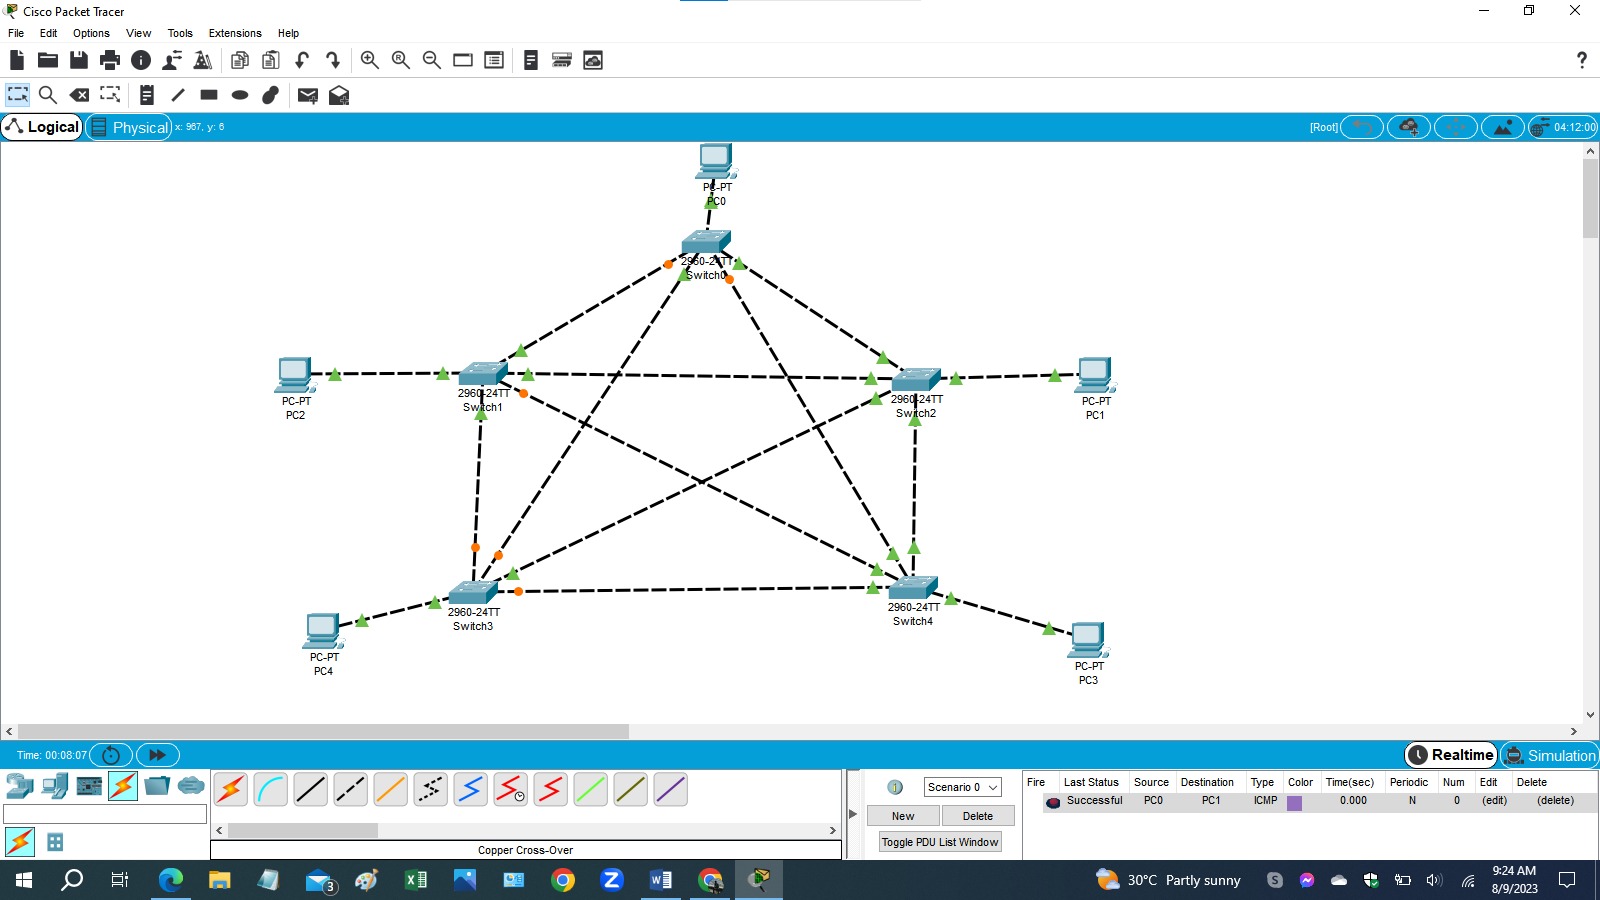 Cisco Packet Tracer
File Edit Options View Tools Extensions Help
?
Logical Physical x: 967, y: 6 [Root] 04:12:00
PC-PT
PC0
2960-24TT
Switch0
PC-PT
PC2
2960-24TT
Switch1
2960-24TT
Switch2
PC-PT
PC1
2960-24TT
Switch3
2960-24TT
Switch4
PC-PT
PC4
PC-PT
PC3
Time: 00:08:07 Realtime Simulation
Scenario 0
New Delete
Toggle PDU List Window
Fire Last Status Source Destination Type Color Time(sec) Periodic Num Edit Delete
Successful PC0 PC1 ICMP 0.000 N 0 (edit) (delete)
Copper Cross-Over
3
30°C Partly sunny
9:24 AM
8/9/2023